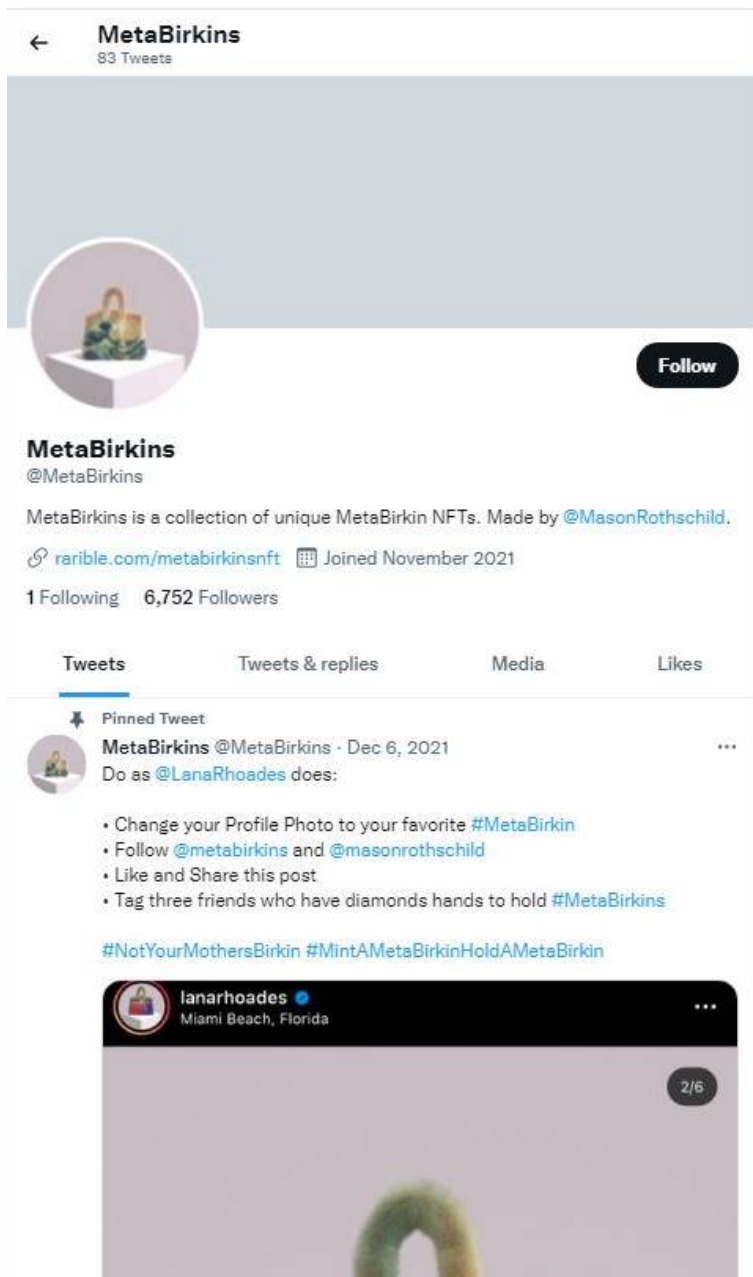 MetaBirkins
83 Tweets
Follow
MetaBirkins
@MetaBirkins
MetaBirkins is a collection of unique MetaBirkin NFTs. Made by @MasonRothschild.
rarible.com/metabirkinsnft Joined November 2021
1 Following 6,752 Followers
Tweets Tweets & replies Media Likes
Pinned Tweet
MetaBirkins @MetaBirkins · Dec 6, 2021
Do as @LanaRhoades does:
• Change your Profile Photo to your favorite #MetaBirkin
• Follow @metabirkins and @masonrothschild
• Like and Share this post
• Tag three friends who have diamonds hands to hold #MetaBirkins
#NotYourMothersBirkin #MintAMetaBirkinHoldAMetaBirkin
lanarhoades
Miami Beach, Florida
2/6